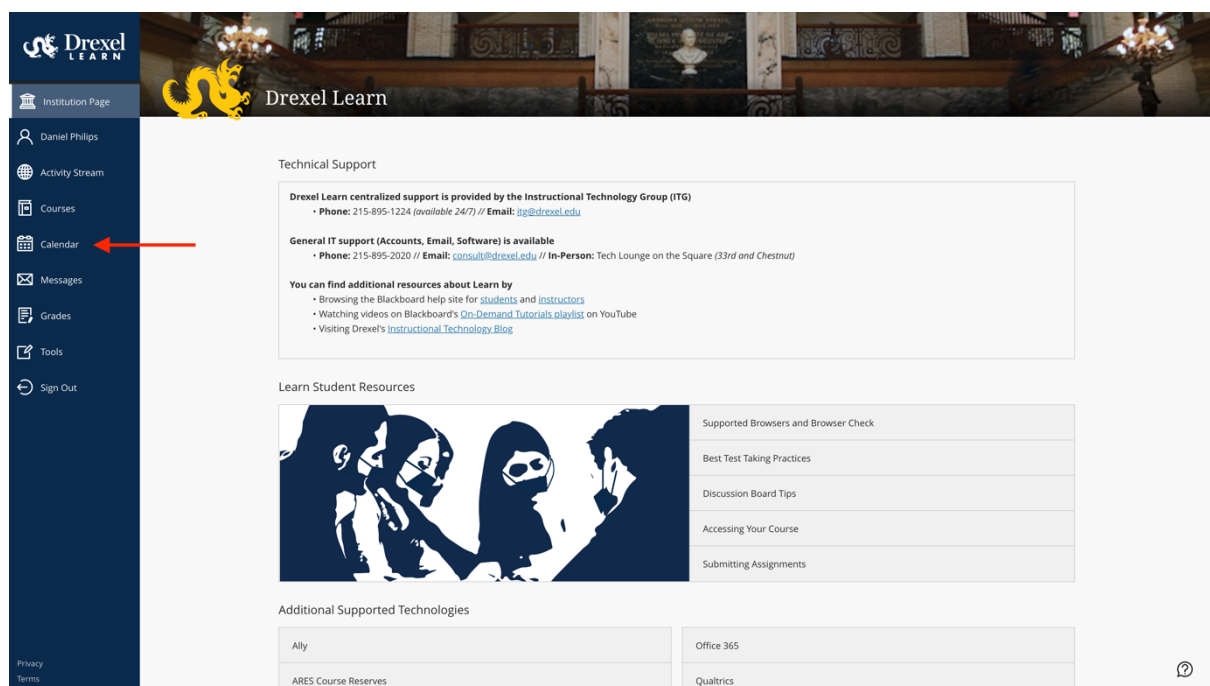 Drexel
LEARN
Institution Page
Daniel Philips
Activity Stream
Courses
Calendar
Messages
Grades
Tools
Sign Out
Privacy
Terms
Drexel Learn
Technical Support
Drexel Learn centralized support is provided by the Instructional Technology Group (ITG)
• Phone: 215-895-1224 (available 24/7) // Email: itg@drexel.edu
General IT support (Accounts, Email, Software) is available
• Phone: 215-895-2020 // Email: consult@drexel.edu // In-Person: Tech Lounge on the Square (33rd and Chestnut)
You can find additional resources about Learn by
• Browsing the Blackboard help site for students and instructors
• Watching videos on Blackboard's On-Demand Tutorials playlist on YouTube
• Visiting Drexel's Instructional Technology Blog
Learn Student Resources
Supported Browsers and Browser Check
Best Test Taking Practices
Discussion Board Tips
Accessing Your Course
Submitting Assignments
Additional Supported Technologies
Ally
Office 365
ARES Course Reserves
Qualtrics